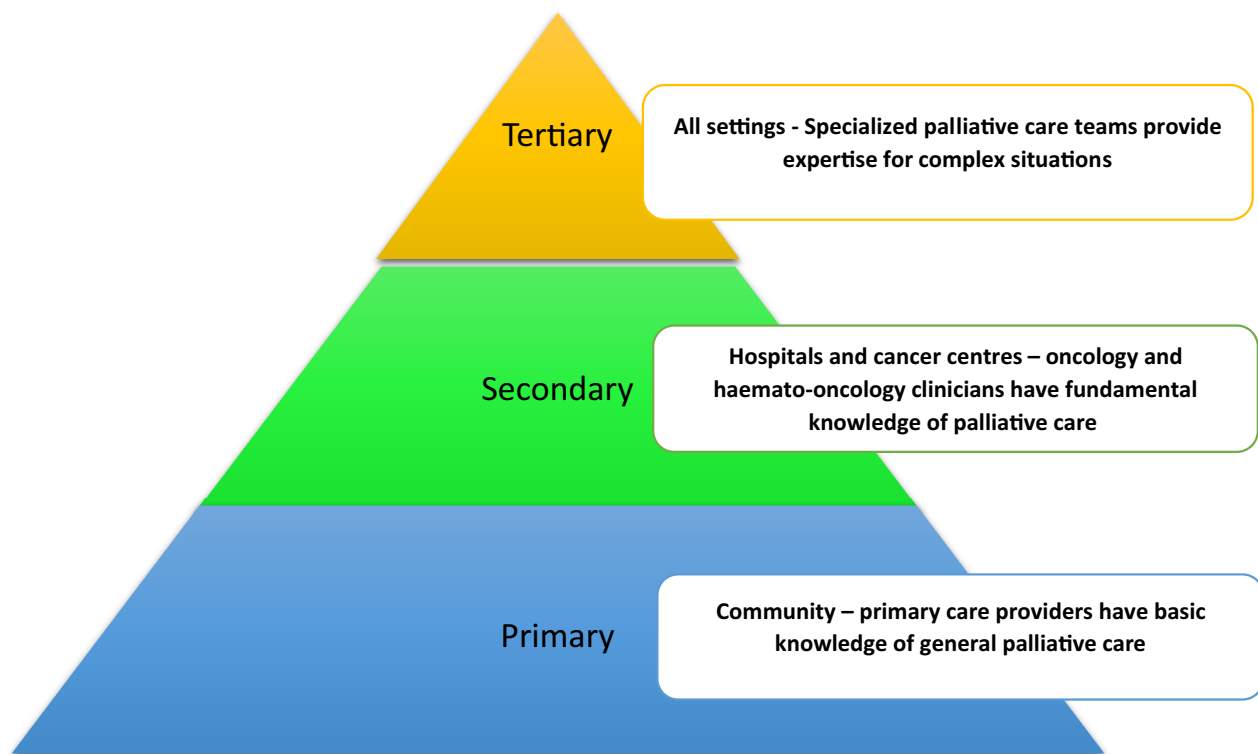 Tertiary
All settings - Specialized palliative care teams provide
expertise for complex situations
Secondary
Hospitals and cancer centres – oncology and
haemato-oncology clinicians have fundamental
knowledge of palliative care
Primary
Community – primary care providers have basic
knowledge of general palliative care